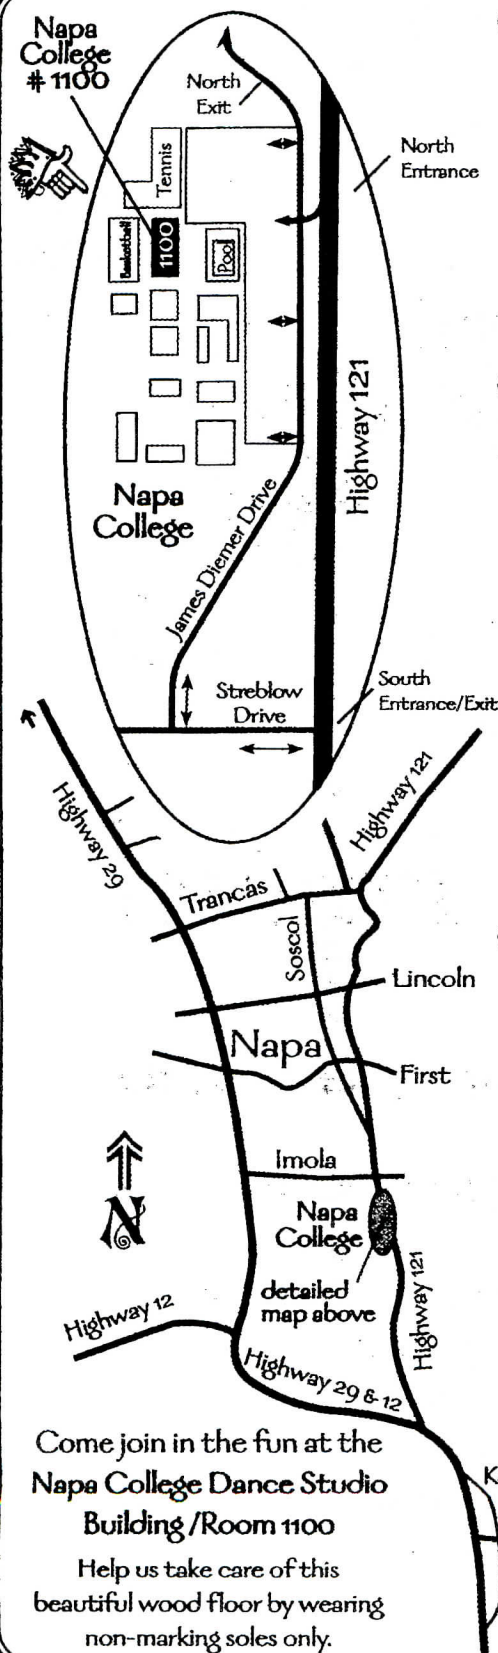 Napa
College
# 1100
North
Exit
North
Entrance
Tennis
Basketball
1100
Pool
Highway 121
Napa
College
James Diemer Drive
Streblow
Drive
South
Entrance/Exit
Highway 29
Highway 121
Trancas
Soscol
Lincoln
Napa
First
Imola
N
Napa
College
detailed
map above
Highway 121
Highway 12
Highway 29 & 12
K
Come join in the fun at the
Napa College Dance Studio
Building /Room 1100
Help us take care of this
beautiful wood floor by wearing
non-marking soles only.